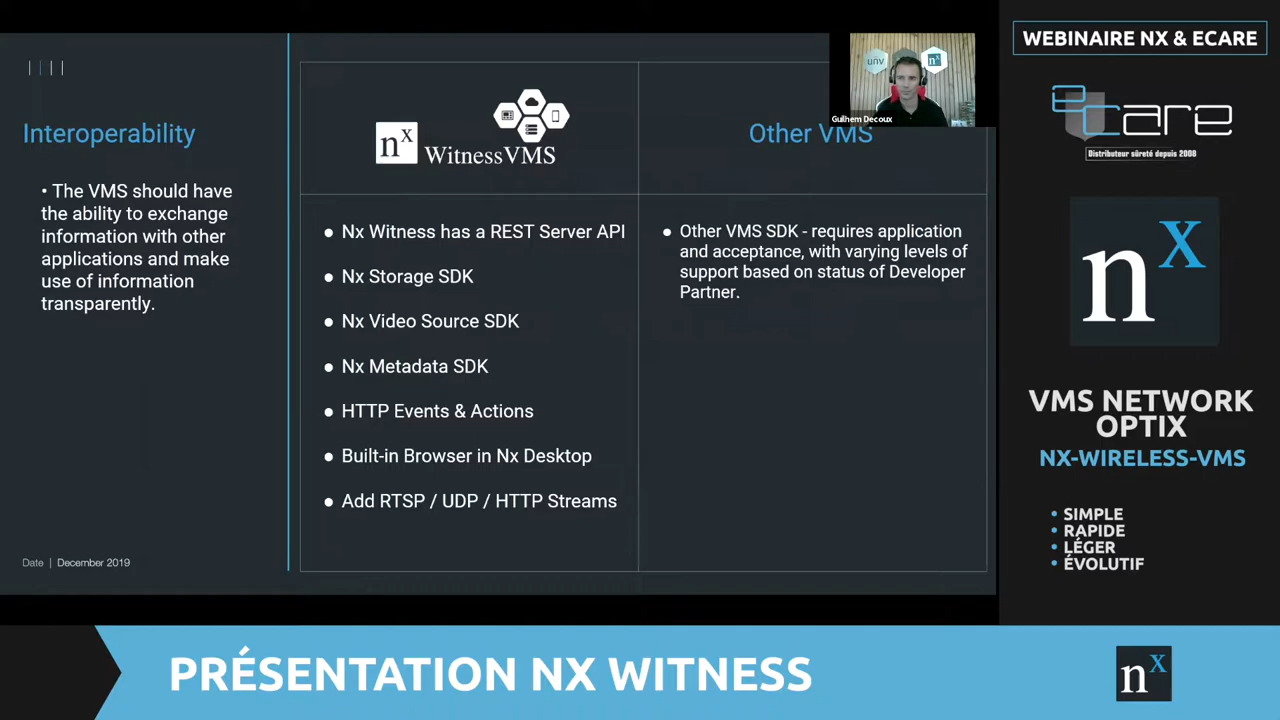 Interoperability
• The VMS should have
the ability to exchange
information with other
applications and make
use of information
transparently.
Date | December 2019
nx
WitnessVMS
● Nx Witness has a REST Server API
● Nx Storage SDK
● Nx Video Source SDK
● Nx Metadata SDK
● HTTP Events & Actions
● Built-in Browser in Nx Desktop
● Add RTSP / UDP / HTTP Streams
Other VMS
● Other VMS SDK - requires application
and acceptance, with varying levels of
support based on status of Developer
Partner.
unv
nx
Guilhem Decoux
WEBINAIRE NX & ECARE
ecare
Distributeur sûreté depuis 2008
nx
VMS NETWORK
OPTIX
NX-WIRELESS-VMS
• SIMPLE
• RAPIDE
• LÉGER
• ÉVOLUTIF
PRÉSENTATION NX WITNESS
nx